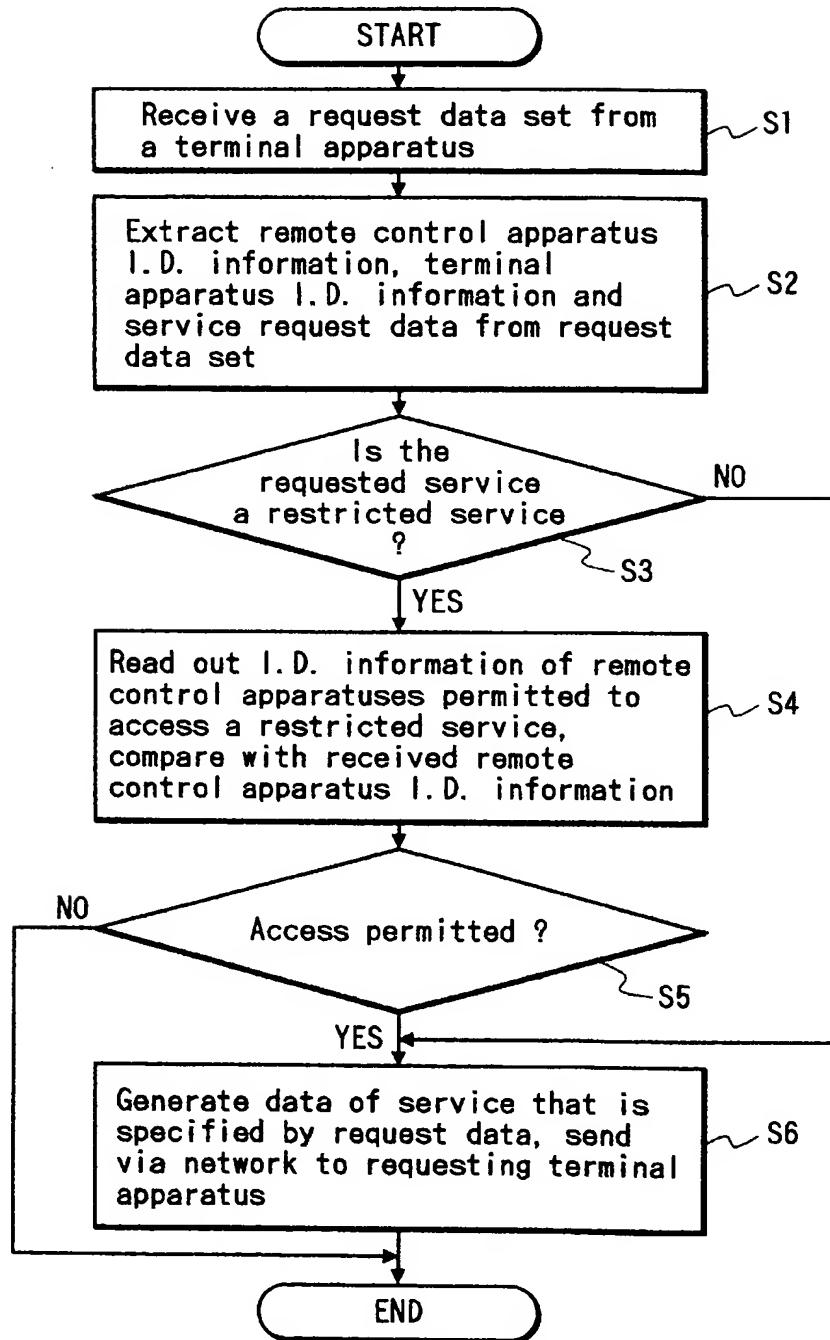 START
Receive a request data set from
a terminal apparatus
S1
Extract remote control apparatus
I.D. information, terminal
apparatus I.D. information and
service request data from request
data set
S2
Is the
requested service
a restricted service
?
NO
S3
YES
Read out I.D. information of remote
control apparatuses permitted to
access a restricted service,
compare with received remote
control apparatus I.D. information
S4
NO
Access permitted ?
S5
YES
Generate data of service that is
specified by request data, send
via network to requesting terminal
apparatus
S6
END